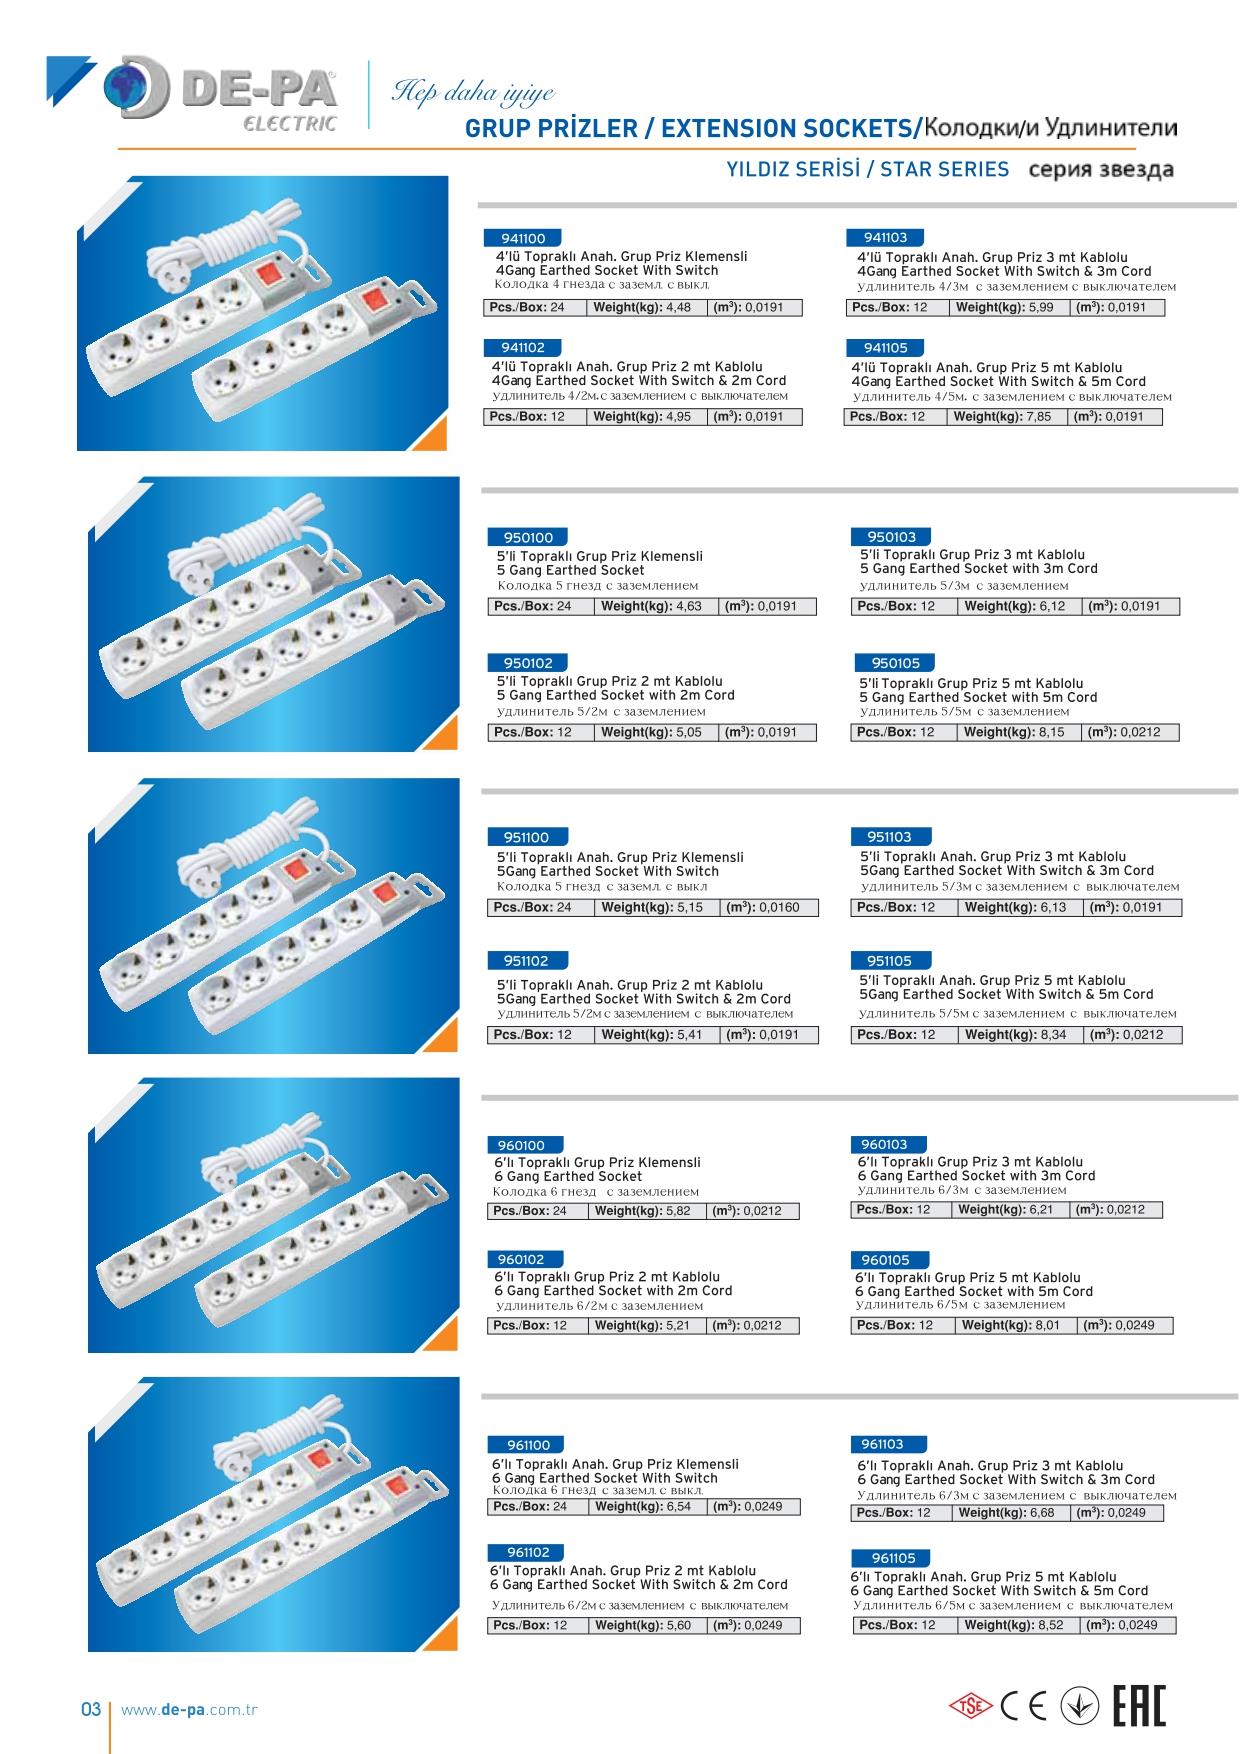 DE-PA®
ELECTRIC
Hep daha iyiye
GRUP PRİZLER / EXTENSION SOCKETS/Колодки/и Удлинители
YILDIZ SERİSİ / STAR SERIES серия звезда
941100
4'lü Topraklı Anah. Grup Priz Klemensli
4Gang Earthed Socket With Switch
Колодка 4 гнезда с заземл. с выкл.
Pcs./Box: 24 Weight(kg): 4,48 (m³): 0,0191
941103
4'lü Topraklı Anah. Grup Priz 3 mt Kablolu
4Gang Earthed Socket With Switch & 3m Cord
Удлинитель 4/3м с заземлением с выключателем
Pcs./Box: 12 Weight(kg): 5,99 (m³): 0,0191
941102
4'lü Topraklı Anah. Grup Priz 2 mt Kablolu
4Gang Earthed Socket With Switch & 2m Cord
Удлинитель 4/2м. с заземлением с выключателем
Pcs./Box: 12 Weight(kg): 4,95 (m³): 0,0191
941105
4'lü Topraklı Anah. Grup Priz 5 mt Kablolu
4Gang Earthed Socket With Switch & 5m Cord
Удлинитель 4/5м. с заземлением с выключателем
Pcs./Box: 12 Weight(kg): 7,85 (m³): 0,0191
950100
5'li Topraklı Grup Priz Klemensli
5 Gang Earthed Socket
Колодка 5 гнезд с заземлением
Pcs./Box: 24 Weight(kg): 4,63 (m³): 0,0191
950103
5'li Topraklı Grup Priz 3 mt Kablolu
5 Gang Earthed Socket with 3m Cord
Удлинитель 5/3м с заземлением
Pcs./Box: 12 Weight(kg): 6,12 (m³): 0,0191
950102
5'li Topraklı Grup Priz 2 mt Kablolu
5 Gang Earthed Socket with 2m Cord
Удлинитель 5/2м с заземлением
Pcs./Box: 12 Weight(kg): 5,05 (m³): 0,0191
950105
5'li Topraklı Grup Priz 5 mt Kablolu
5 Gang Earthed Socket with 5m Cord
Удлинитель 5/5м с заземлением
Pcs./Box: 12 Weight(kg): 8,15 (m³): 0,0212
951100
5'li Topraklı Anah. Grup Priz Klemensli
5Gang Earthed Socket With Switch
Колодка 5 гнезд с заземл. с выкл
Pcs./Box: 24 Weight(kg): 5,15 (m³): 0,0160
951103
5'li Topraklı Anah. Grup Priz 3 mt Kablolu
5Gang Earthed Socket With Switch & 3m Cord
Удлинитель 5/3м с заземлением с выключателем
Pcs./Box: 12 Weight(kg): 6,13 (m³): 0,0191
951102
5'li Topraklı Anah. Grup Priz 2 mt Kablolu
5Gang Earthed Socket With Switch & 2m Cord
Удлинитель 5/2м с заземлением с выключателем
Pcs./Box: 12 Weight(kg): 5,41 (m³): 0,0191
951105
5'li Topraklı Anah. Grup Priz 5 mt Kablolu
5Gang Earthed Socket With Switch & 5m Cord
Удлинитель 5/5м с заземлением с выключателем
Pcs./Box: 12 Weight(kg): 8,34 (m³): 0,0212
960100
6'lı Topraklı Grup Priz Klemensli
6 Gang Earthed Socket
Колодка 6 гнезд с заземлением
Pcs./Box: 24 Weight(kg): 5,82 (m³): 0,0212
960103
6'lı Topraklı Grup Priz 3 mt Kablolu
6 Gang Earthed Socket with 3m Cord
Удлинитель 6/3м с заземлением
Pcs./Box: 12 Weight(kg): 6,21 (m³): 0,0212
960102
6'lı Topraklı Grup Priz 2 mt Kablolu
6 Gang Earthed Socket with 2m Cord
Удлинитель 6/2м с заземлением
Pcs./Box: 12 Weight(kg): 5,21 (m³): 0,0212
960105
6'lı Topraklı Grup Priz 5 mt Kablolu
6 Gang Earthed Socket with 5m Cord
Удлинитель 6/5м с заземлением
Pcs./Box: 12 Weight(kg): 8,01 (m³): 0,0249
961100
6'lı Topraklı Anah. Grup Priz Klemensli
6 Gang Earthed Socket With Switch
Колодка 6 гнезд с заземл. с выкл.
Pcs./Box: 24 Weight(kg): 6,54 (m³): 0,0249
961103
6'lı Topraklı Anah. Grup Priz 3 mt Kablolu
6 Gang Earthed Socket With Switch & 3m Cord
Удлинитель 6/3м с заземлением с выключателем
Pcs./Box: 12 Weight(kg): 6,68 (m³): 0,0249
961102
6'lı Topraklı Anah. Grup Priz 2 mt Kablolu
6 Gang Earthed Socket With Switch & 2m Cord
Удлинитель 6/2м с заземлением с выключателем
Pcs./Box: 12 Weight(kg): 5,60 (m³): 0,0249
961105
6'lı Topraklı Anah. Grup Priz 5 mt Kablolu
6 Gang Earthed Socket With Switch & 5m Cord
Удлинитель 6/5м с заземлением с выключателем
Pcs./Box: 12 Weight(kg): 8,52 (m³): 0,0249
03 www.de-pa.com.tr
TSE CE EAC